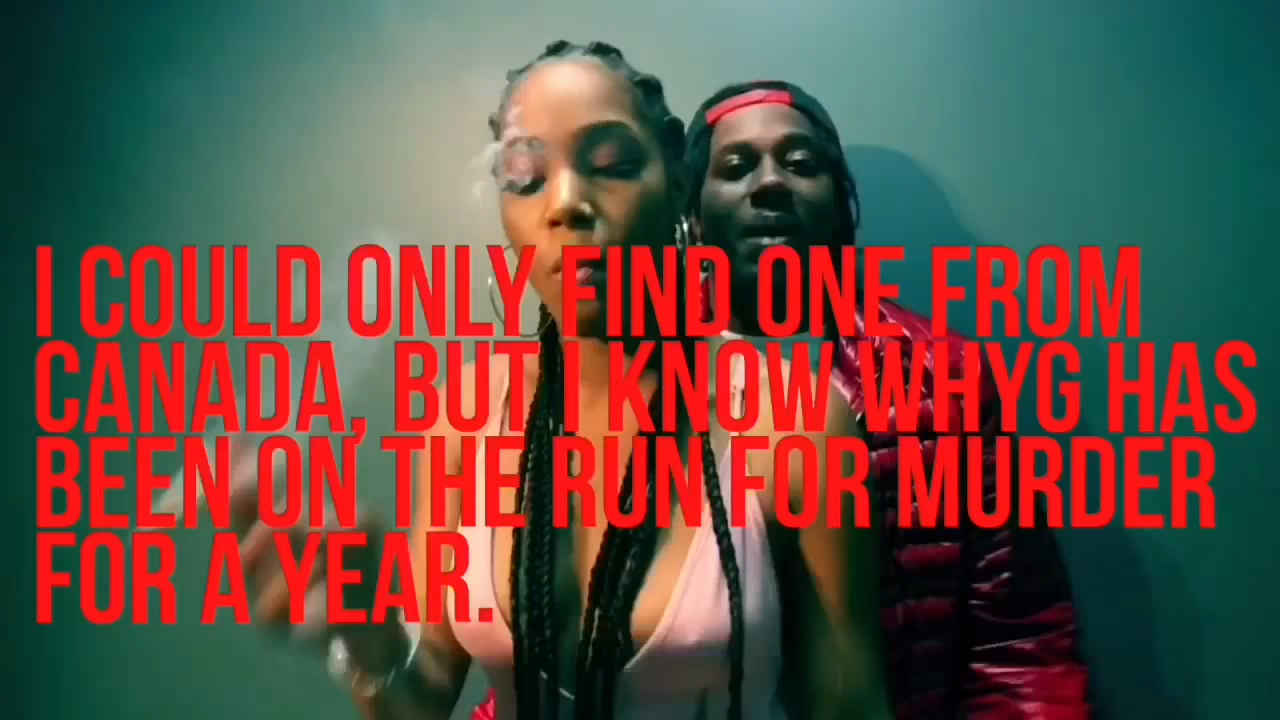 I COULD ONLY FIND ONE FROM
CANADA, BUT I KNOW WHYG HAS
BEEN ON THE RUN FOR MURDER
FOR A YEAR.